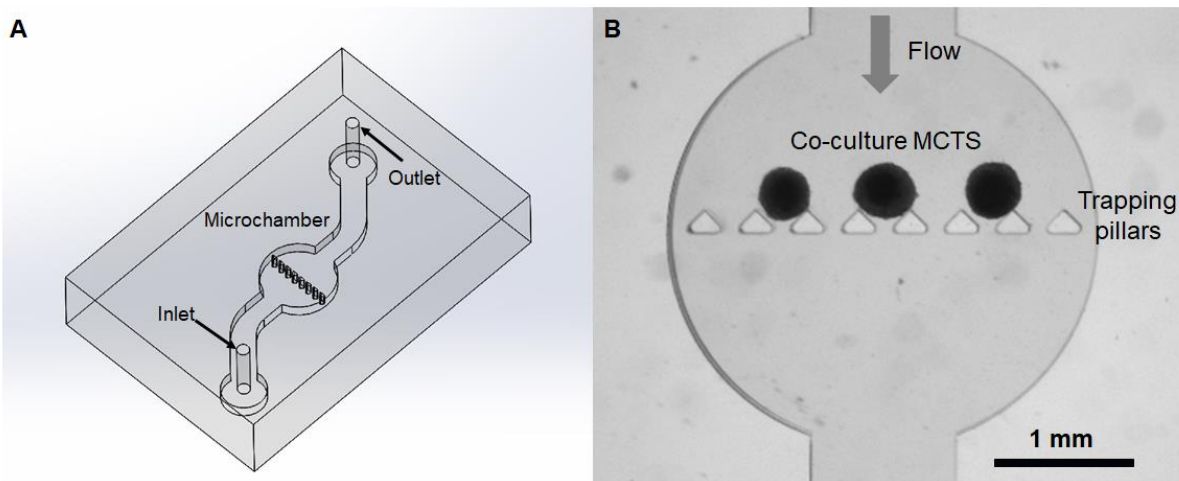 A
Outlet
Microchamber
Inlet
B
Flow
Co-culture MCTS
Trapping
pillars
1 mm